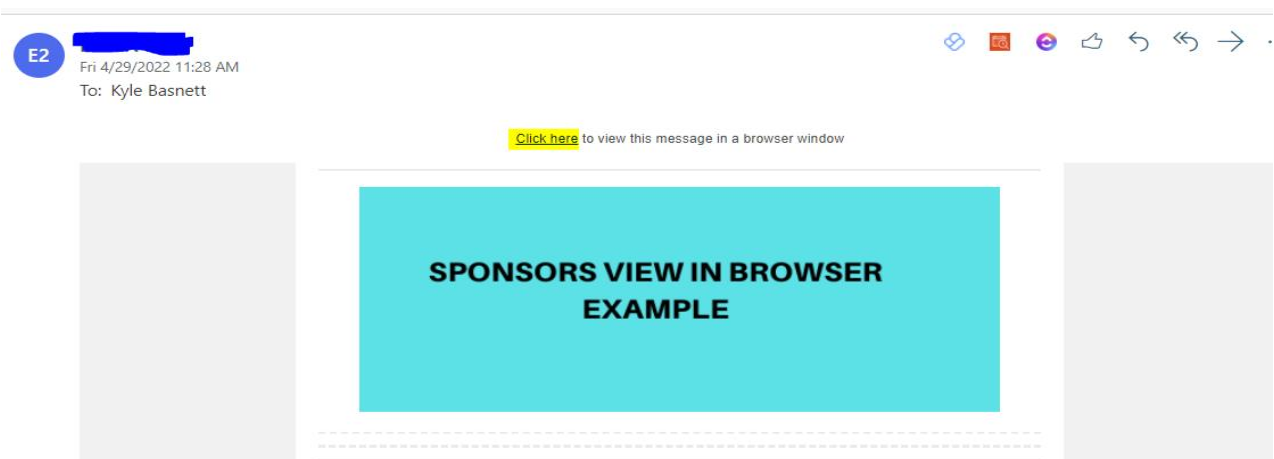 E2
Fri 4/29/2022 11:28 AM
To: Kyle Basnett
Click here to view this message in a browser window
SPONSORS VIEW IN BROWSER
EXAMPLE